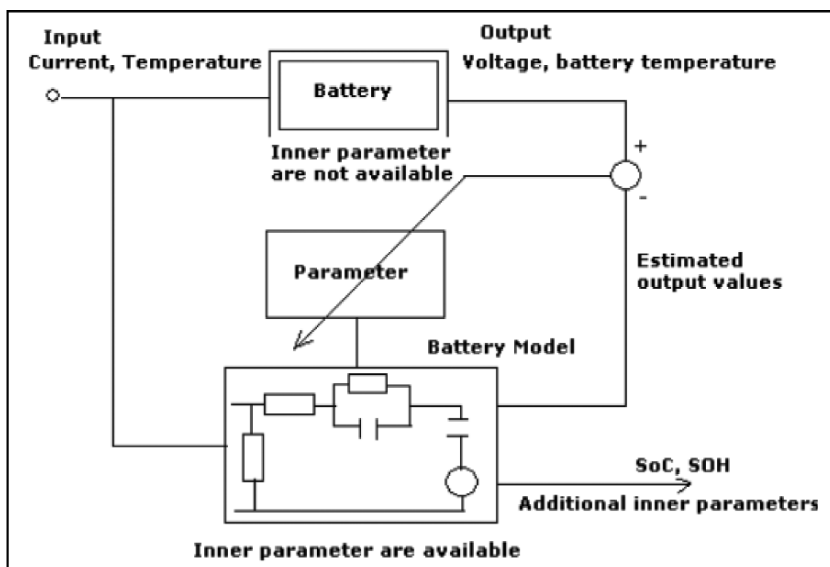 Input
Current, Temperature
Output
Voltage, battery temperature
Battery
Inner parameter
are not available
+
-
Parameter
Estimated
output values
Battery Model
SoC, SOH
Additional inner parameters
Inner parameter are available